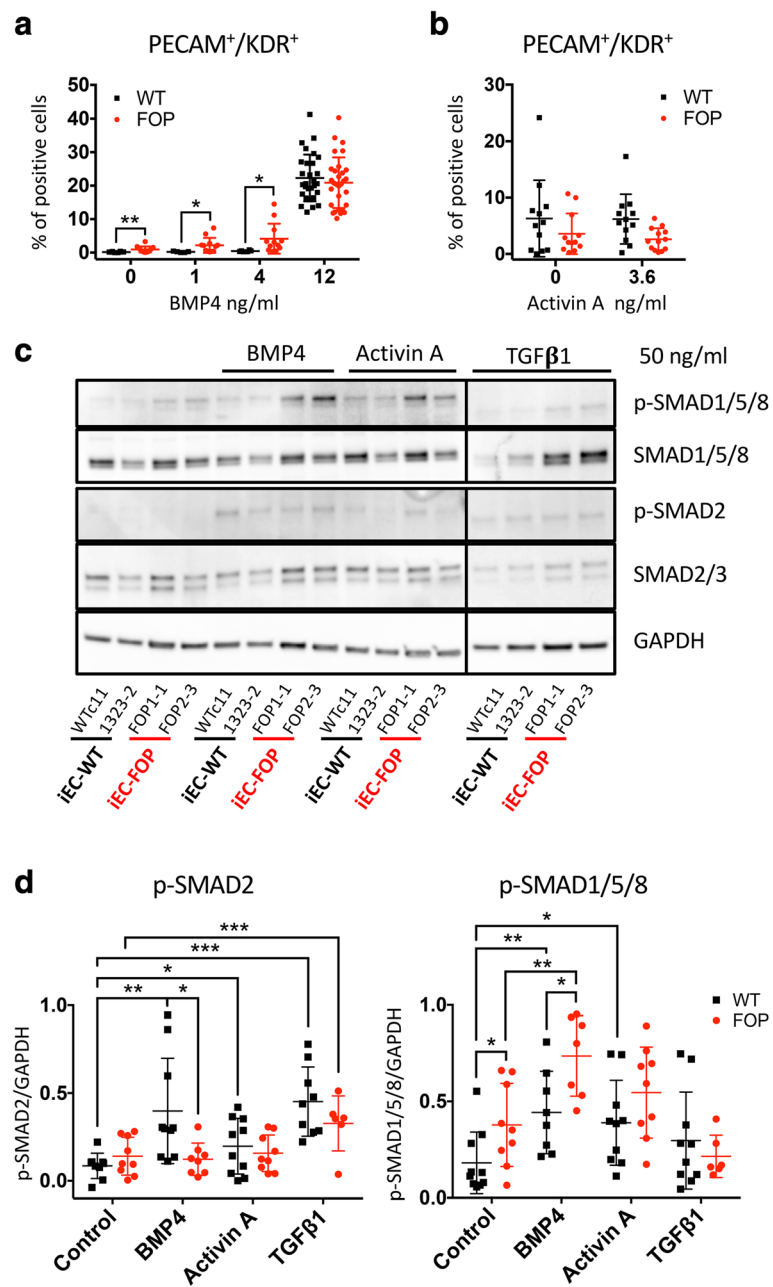 a
PECAM+/KDR+
% of positive cells
50
40
30
20
10
0
WT
FOP
**
*
*
0 1 4 12
BMP4 ng/ml
b
PECAM+/KDR+
% of positive cells
30
20
10
0
WT
FOP
0 3.6
Activin A ng/ml
c
BMP4 Activin A TGFβ1 50 ng/ml
p-SMAD1/5/8
SMAD1/5/8
p-SMAD2
SMAD2/3
GAPDH
WTc11 1323-2 FOP1-1 FOP2-3 WTc11 1323-2 FOP1-1 FOP2-3 WTc11 1323-2 FOP1-1 FOP2-3 WTc11 1323-2 FOP1-1 FOP2-3
iEC-WT iEC-FOP iEC-WT iEC-FOP iEC-WT iEC-FOP iEC-WT iEC-FOP
d
p-SMAD2
***
***
*
** *
p-SMAD2/GAPDH
1.0
0.5
0.0
Control BMP4 Activin A TGFβ1
p-SMAD1/5/8
*
**
**
*
*
p-SMAD1/5/8/GAPDH
1.0
0.5
0.0
WT
FOP
Control BMP4 Activin A TGFβ1